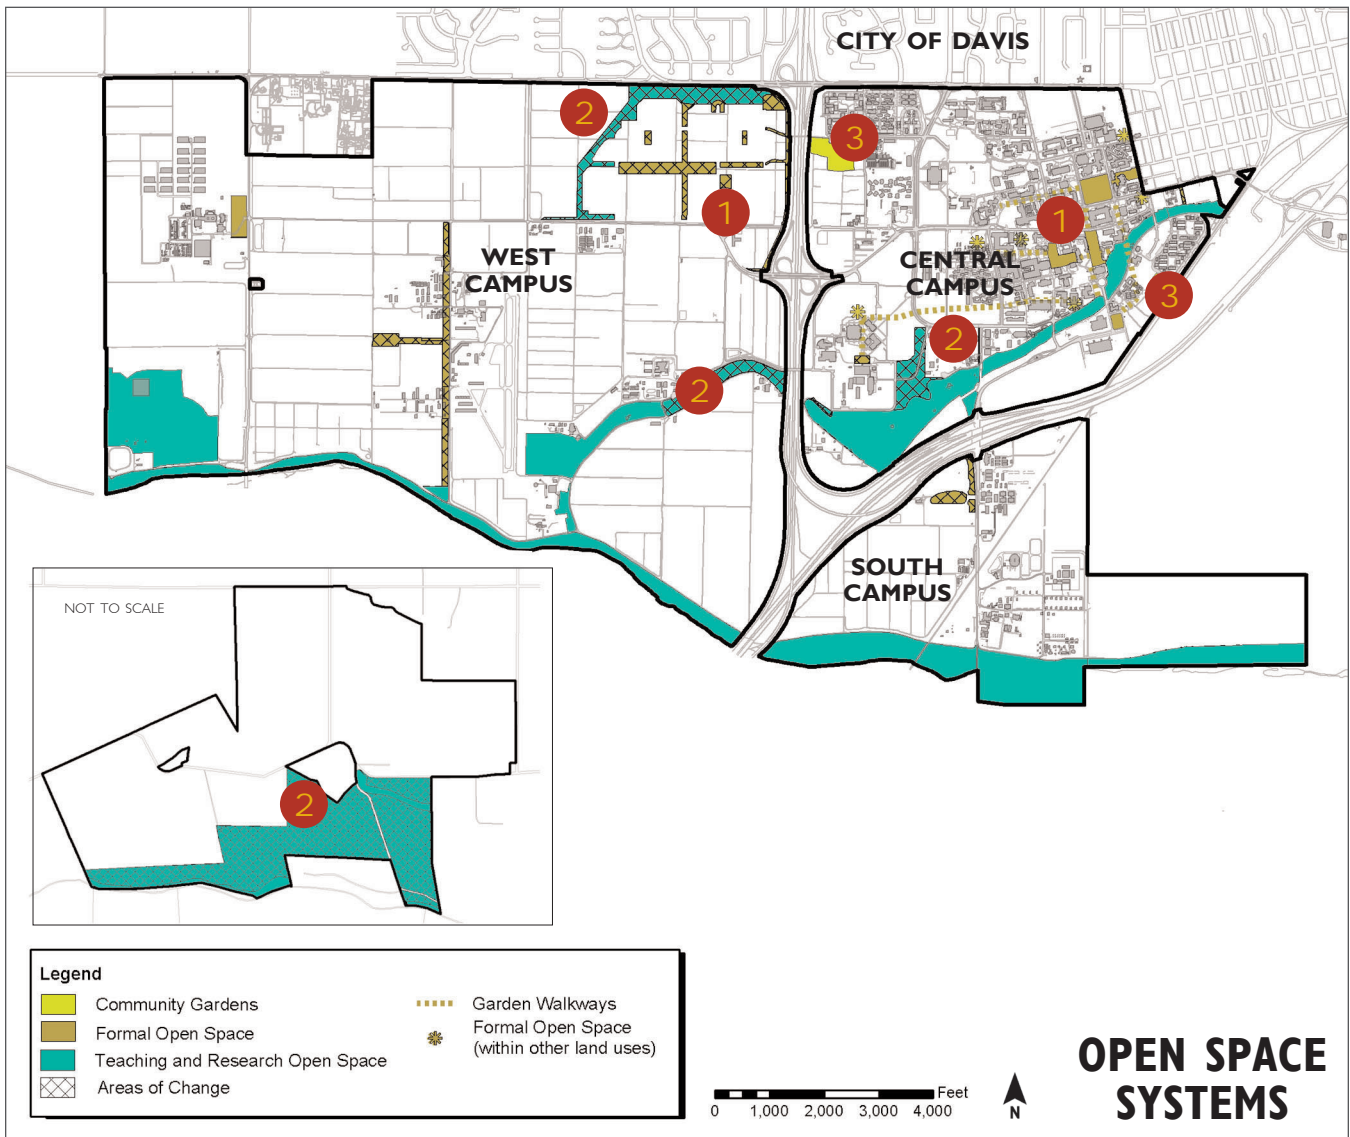 CITY OF DAVIS
2
3
1
1
WEST
CAMPUS
CENTRAL
CAMPUS
3
2
2
SOUTH
CAMPUS
NOT TO SCALE
2
Legend
Community Gardens
Formal Open Space
Teaching and Research Open Space
Areas of Change
Garden Walkways
Formal Open Space
(within other land uses)
Feet
0 1,000 2,000 3,000 4,000
N
OPEN SPACE
SYSTEMS